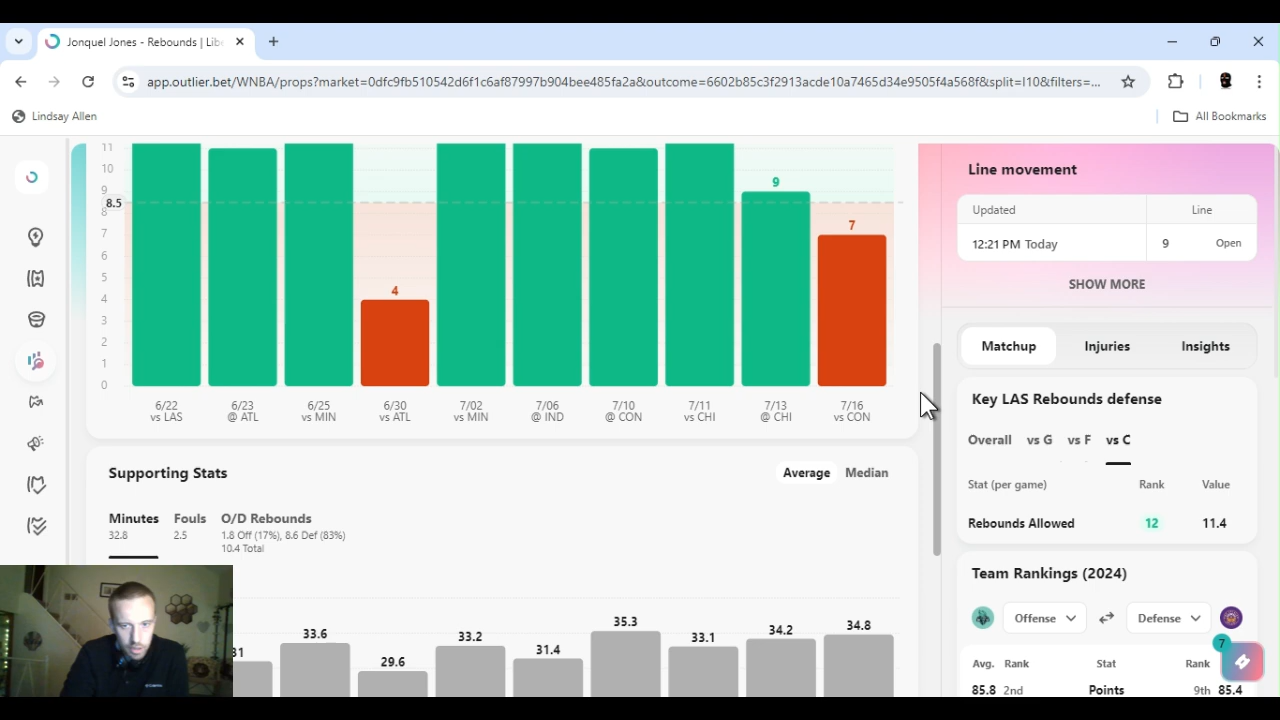 Jonquel Jones - Rebounds | Libe
app.outlier.bet/WNBA/props?market=0dfc9fb510542d6f1c6af87997b904bee485fa2a&outcome=6602b85c3f2913acde10a7465d34e9505f4a568f&split=l10&filters=...
Lindsay Allen
All Bookmarks
11
10
9
8.5
8
7
6
5
4
3
2
1
0
4
9
7
6/22 6/23 6/25 6/30 7/02 7/06 7/10 7/11 7/13 7/16
vs LAS @ ATL vs MIN vs ATL vs MIN @ IND @ CON vs CHI @ CHI vs CON
Supporting Stats
Average Median
Minutes Fouls O/D Rebounds
32.8 2.5 1.8 Off (17%), 8.6 Def (83%)
10.4 Total
31 33.6 29.6 33.2 31.4 35.3 33.1 34.2 34.8
Line movement
Updated Line
12:21 PM Today 9 Open
SHOW MORE
Matchup Injuries Insights
Key LAS Rebounds defense
Overall vs G vs F vs C
Stat (per game) Rank Value
Rebounds Allowed 12 11.4
Team Rankings (2024)
Offense Defense
7
Avg. Rank Stat Rank
85.8 2nd Points 9th 85.4